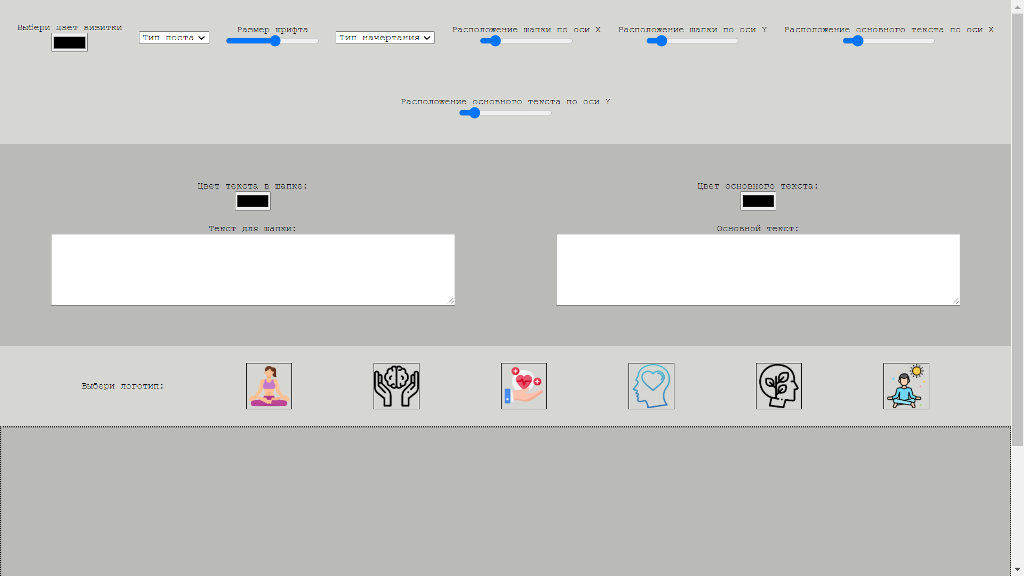 Выбери цвет визитки
Тип поста
Размер шрифта
Тип начертания
Расположение шапки по оси X
Расположение шапки по оси Y
Расположение основного текста по оси X
Расположение основного текста по оси Y
Цвет текста в шапке:
Цвет основного текста:
Текст для шапки:
Основной текст:
Выбери логотип: